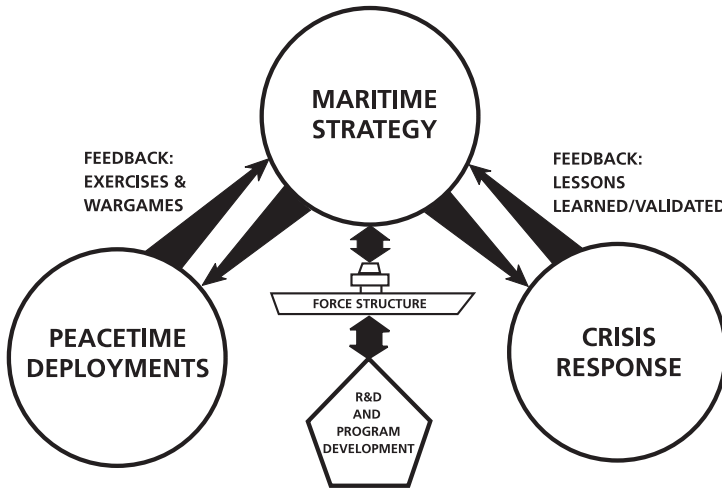 MARITIME
STRATEGY
FEEDBACK:
EXERCISES &
WARGAMES
FEEDBACK:
LESSONS
LEARNED/VALIDATED
FORCE STRUCTURE
PEACETIME
DEPLOYMENTS
CRISIS
RESPONSE
R&D
AND
PROGRAM
DEVELOPMENT